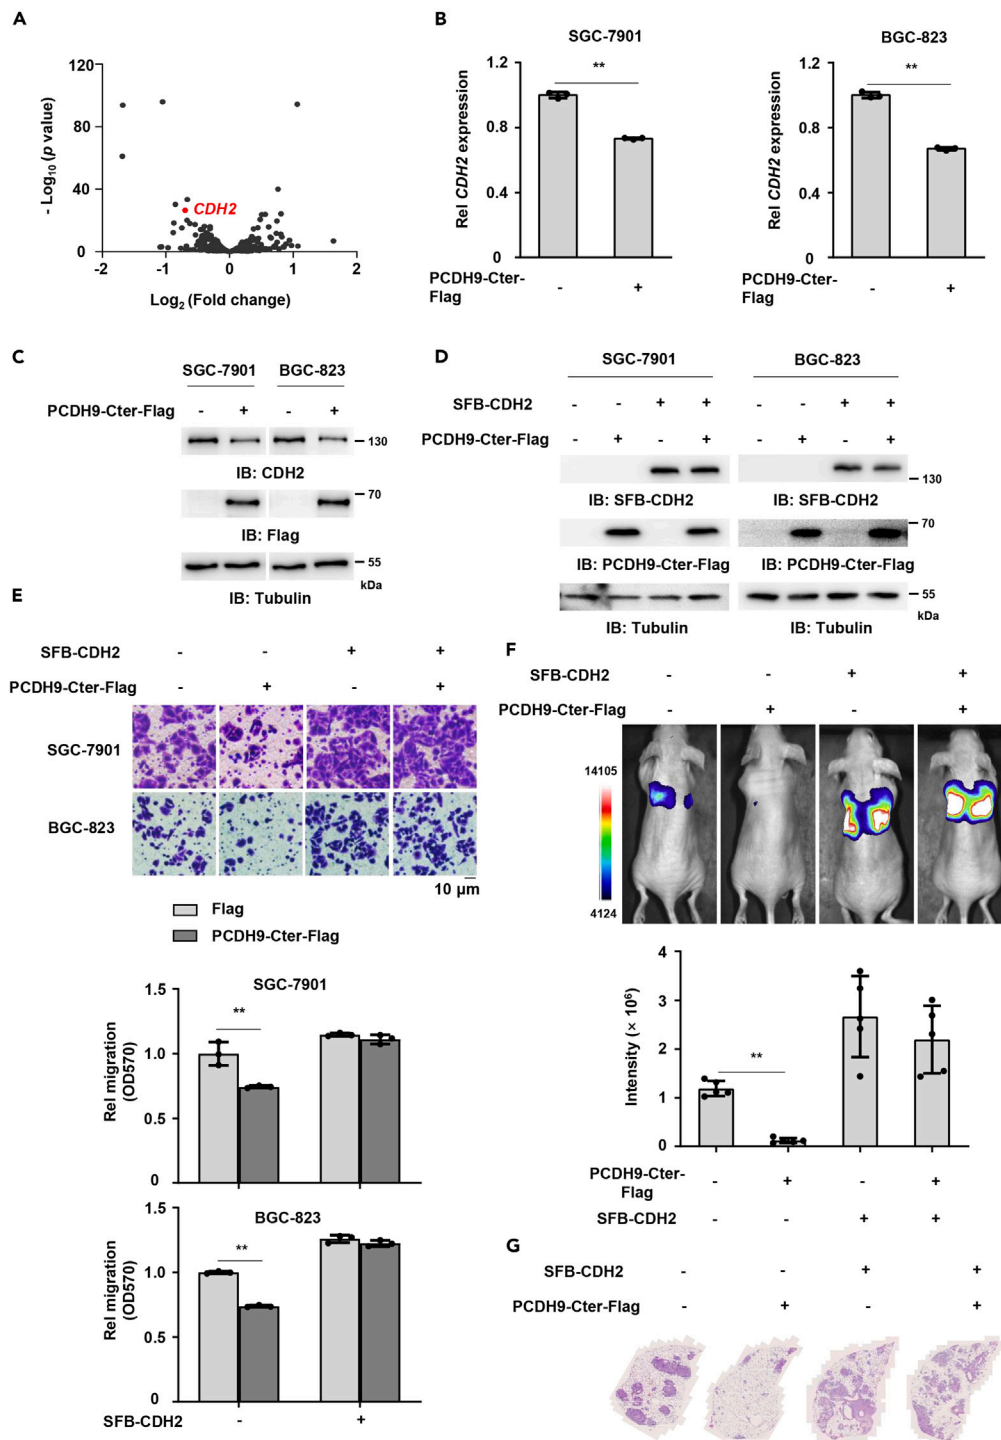 A
120
80
40
0
-2
-1
0
1
2
- Log10 (p value)
CDH2
Log2 (Fold change)
B
SGC-7901
1.2
0.8
0.4
0
**
Rel CDH2 expression
PCDH9-Cter-
Flag
-
+
BGC-823
1.2
0.8
0.4
0
**
Rel CDH2 expression
PCDH9-Cter-
Flag
-
+
C
SGC-7901 BGC-823
PCDH9-Cter-Flag - + - +
130
IB: CDH2
70
IB: Flag
55
kDa
IB: Tubulin
D
SGC-7901 BGC-823
SFB-CDH2 - - + + - - + +
PCDH9-Cter-Flag - + - + - + - +
130
IB: SFB-CDH2 IB: SFB-CDH2
70
IB: PCDH9-Cter-Flag IB: PCDH9-Cter-Flag
55
kDa
IB: Tubulin IB: Tubulin
E
SFB-CDH2 - - + +
PCDH9-Cter-Flag - + - +
SGC-7901
BGC-823
10 µm
Flag
PCDH9-Cter-Flag
SGC-7901
1.5
1.0
0.5
0
**
Rel migration
(OD570)
BGC-823
1.5
1.0
0.5
0
**
Rel migration
(OD570)
SFB-CDH2 - +
F
SFB-CDH2 - - + +
PCDH9-Cter-Flag - + - +
14105
4124
4
3
2
1
0
**
Intensity (× 10⁶)
PCDH9-Cter-
Flag
- + - +
SFB-CDH2 - - + +
G
SFB-CDH2 - - + +
PCDH9-Cter-Flag - + - +